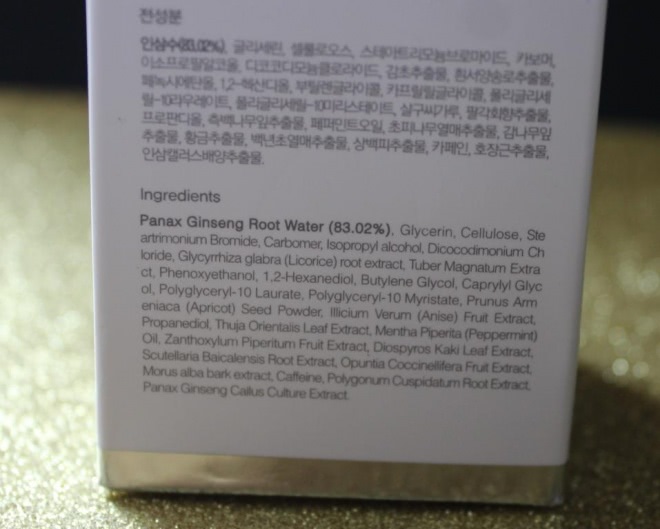 전성분
인삼수(83.02%), 글리세린, 셀룰로오스, 스테아트리모늄브로마이드, 카보머,
이소프로필알코올, 디코코디모늄클로라이드, 감초추출물, 흰서양송로추출물,
페녹시에탄올, 1,2-헥산디올, 부틸렌글라이콜, 카프릴릴글라이콜, 폴리글리세
릴-10라우레이트, 폴리글리세릴-10미리스테이트, 살구씨가루, 팔각회향추출물,
프로판디올, 측백나무잎추출물, 페퍼민트오일, 초피나무열매추출물, 감나무잎
추출물, 황금추출물, 백년초열매추출물, 상백피추출물, 카페인, 호장근추출물,
인삼캘러스배양추출물.
Ingredients
Panax Ginseng Root Water (83.02%), Glycerin, Cellulose, Ste
artrimonium Bromide, Carbomer, Isopropyl alcohol, Dicocodimonium Ch
loride, Glycyrrhiza glabra (Licorice) root extract, Tuber Magnatum Extra
ct, Phenoxyethanol, 1,2-Hexanediol, Butylene Glycol, Caprylyl Glyc
ol, Polyglyceryl-10 Laurate, Polyglyceryl-10 Myristate, Prunus Arm
eniaca (Apricot) Seed Powder, Illicium Verum (Anise) Fruit Extract,
Propanediol, Thuja Orientalis Leaf Extract, Mentha Piperita (Peppermint)
Oil, Zanthoxylum Piperitum Fruit Extract, Diospyros Kaki Leaf Extract,
Scutellaria Baicalensis Root Extract, Opuntia Coccinellifera Fruit Extract,
Morus alba bark extract, Caffeine, Polygonum Cuspidatum Root Extract,
Panax Ginseng Callus Culture Extract.